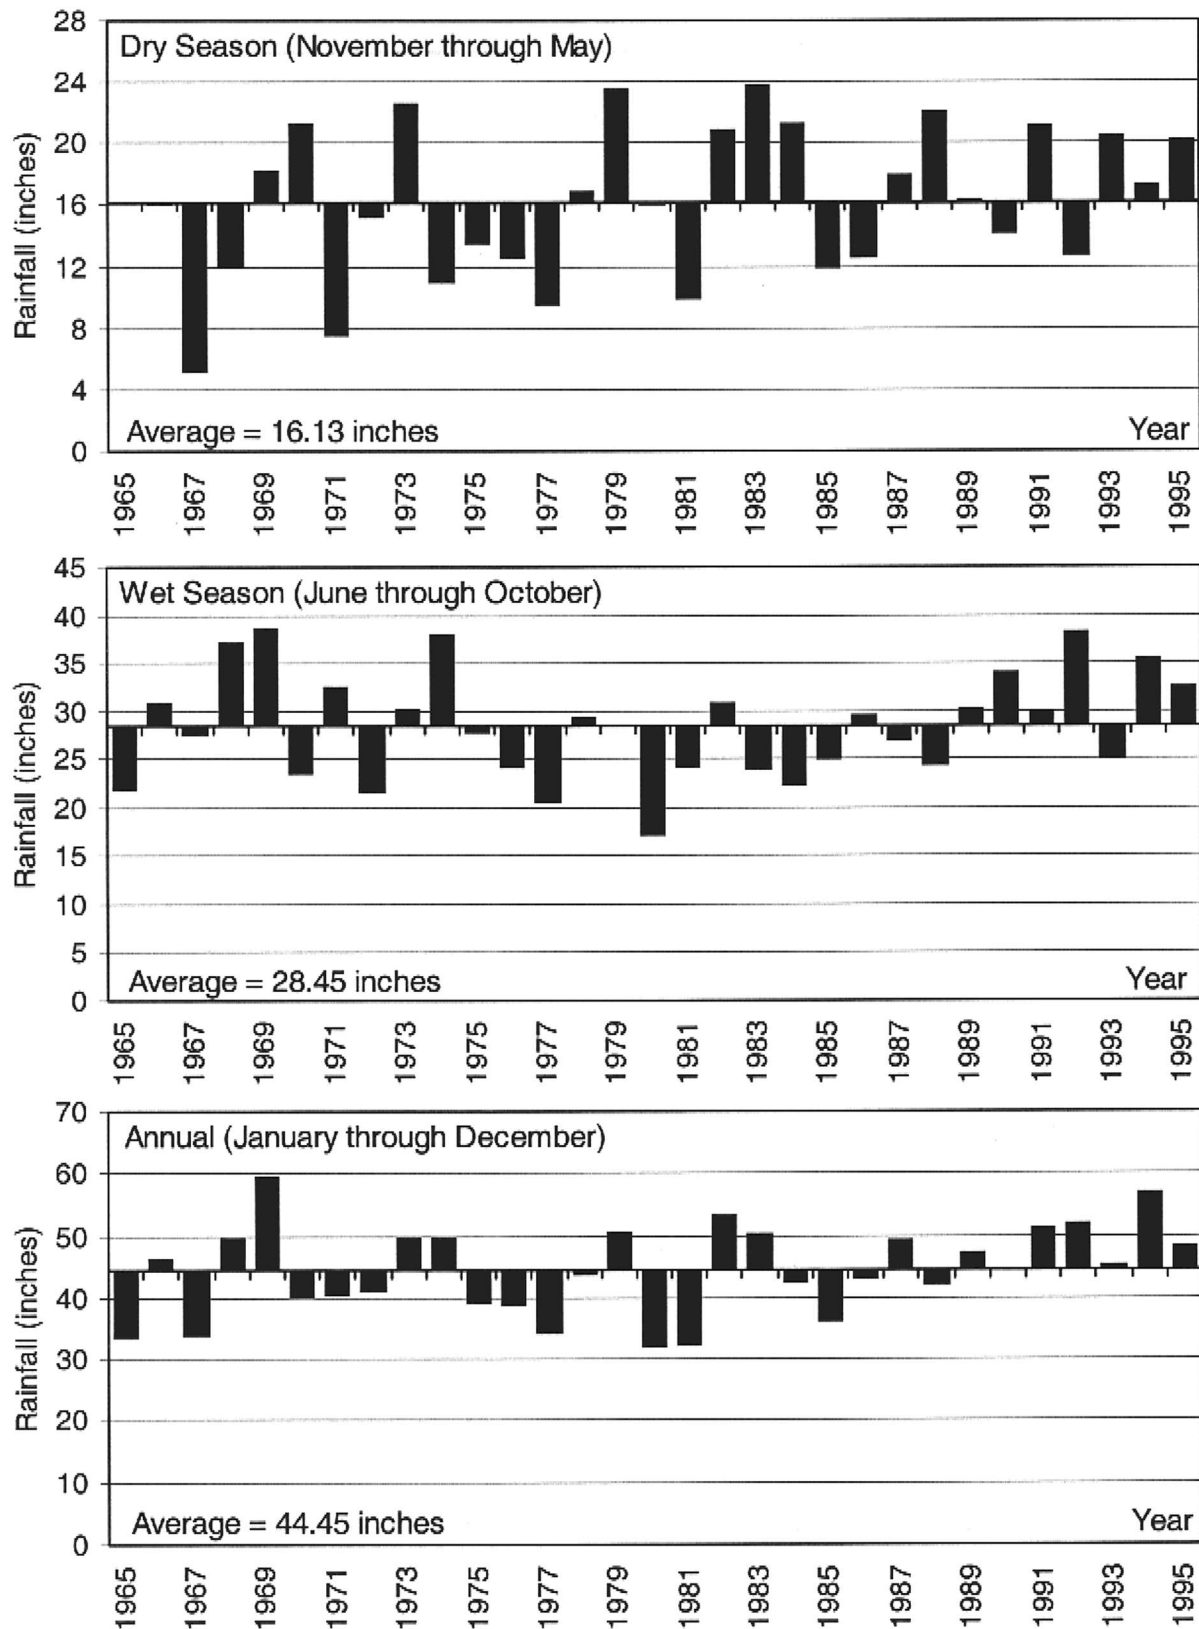 28
Dry Season (November through May)
24
20
16
12
8
4
0
Rainfall (inches)
Average = 16.13 inches
Year
1965 1967 1969 1971 1973 1975 1977 1979 1981 1983 1985 1987 1989 1991 1993 1995
45
Wet Season (June through October)
40
35
30
25
20
15
10
5
0
Rainfall (inches)
Average = 28.45 inches
Year
1965 1967 1969 1971 1973 1975 1977 1979 1981 1983 1985 1987 1989 1991 1993 1995
70
Annual (January through December)
60
50
40
30
20
10
0
Rainfall (inches)
Average = 44.45 inches
Year
1965 1967 1969 1971 1973 1975 1977 1979 1981 1983 1985 1987 1989 1991 1993 1995